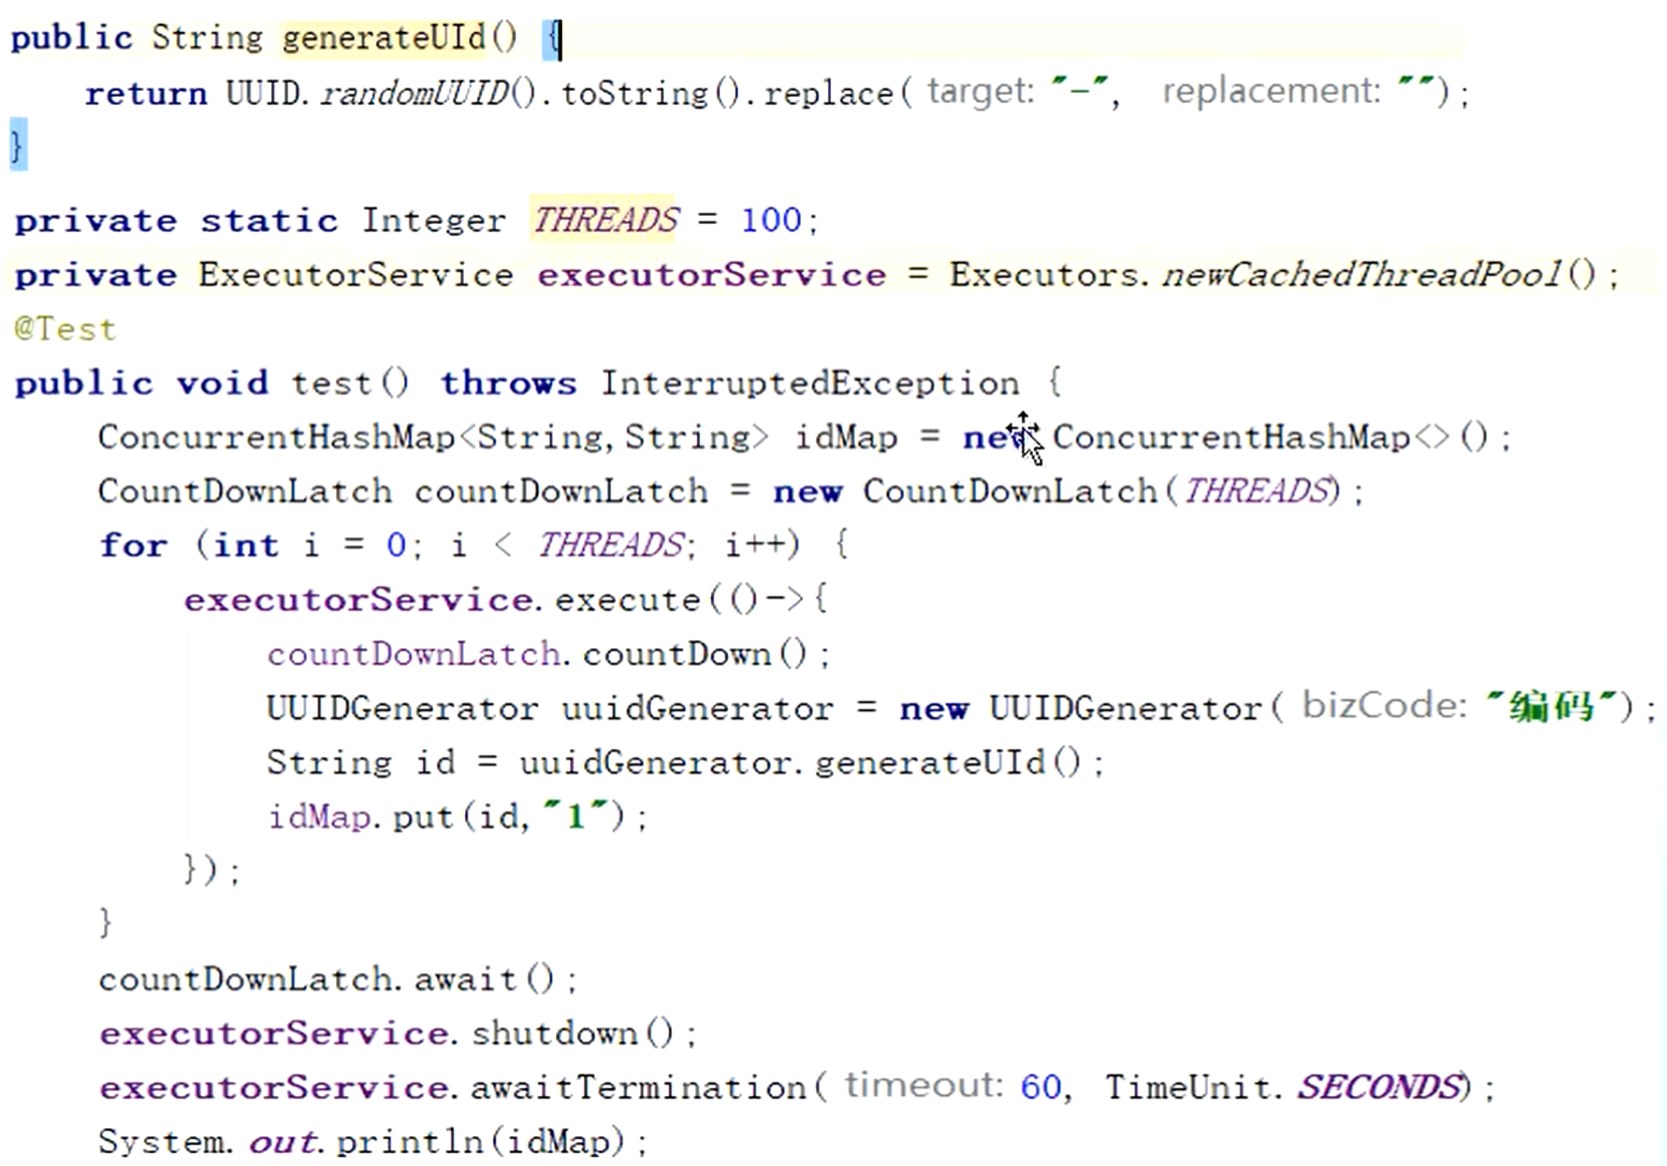 public String generateUId() {
return UUID.randomUUID().toString().replace( target: "-", replacement: "");
}
private static Integer THREADS = 100;
private ExecutorService executorService = Executors.newCachedThreadPool();
@Test
public void test() throws InterruptedException {
ConcurrentHashMap<String,String> idMap = new ConcurrentHashMap<>();
CountDownLatch countDownLatch = new CountDownLatch(THREADS);
for (int i = 0; i < THREADS; i++) {
executorService.execute(()->{
countDownLatch.countDown();
UUIDGenerator uuidGenerator = new UUIDGenerator( bizCode: "编码");
String id = uuidGenerator.generateUId();
idMap.put(id,"1");
});
}
countDownLatch.await();
executorService.shutdown();
executorService.awaitTermination( timeout: 60, TimeUnit.SECONDS);
System.out.println(idMap);